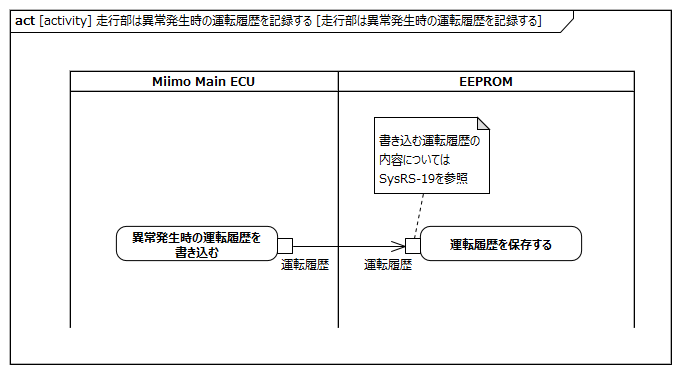 act [activity] 走行部は異常発生時の運転履歴を記録する [走行部は異常発生時の運転履歴を記録する]
Miimo Main ECU
EEPROM
書き込む運転履歴の
内容については
SysRS-19を参照
異常発生時の運転履歴を
書き込む
運転履歴を保存する
運転履歴
運転履歴